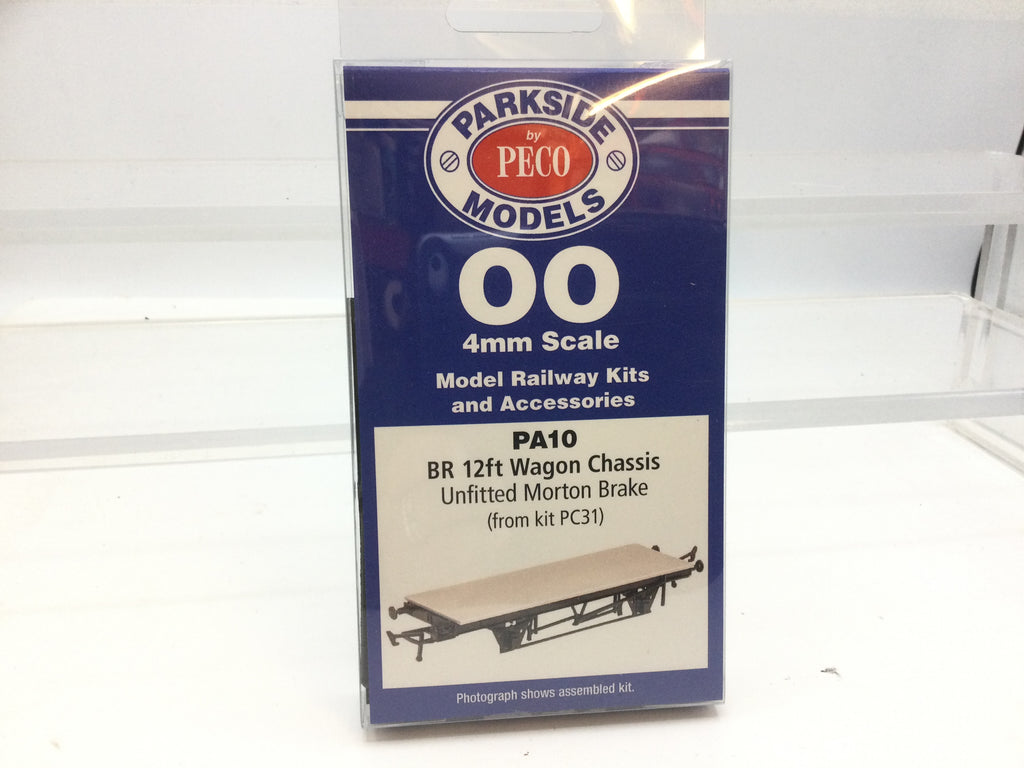 PARKSIDE
by
PECO
MODELS
OO
4mm Scale
Model Railway Kits
and Accessories
PA10
BR 12ft Wagon Chassis
Unfitted Morton Brake
(from kit PC31)
Photograph shows assembled kit.